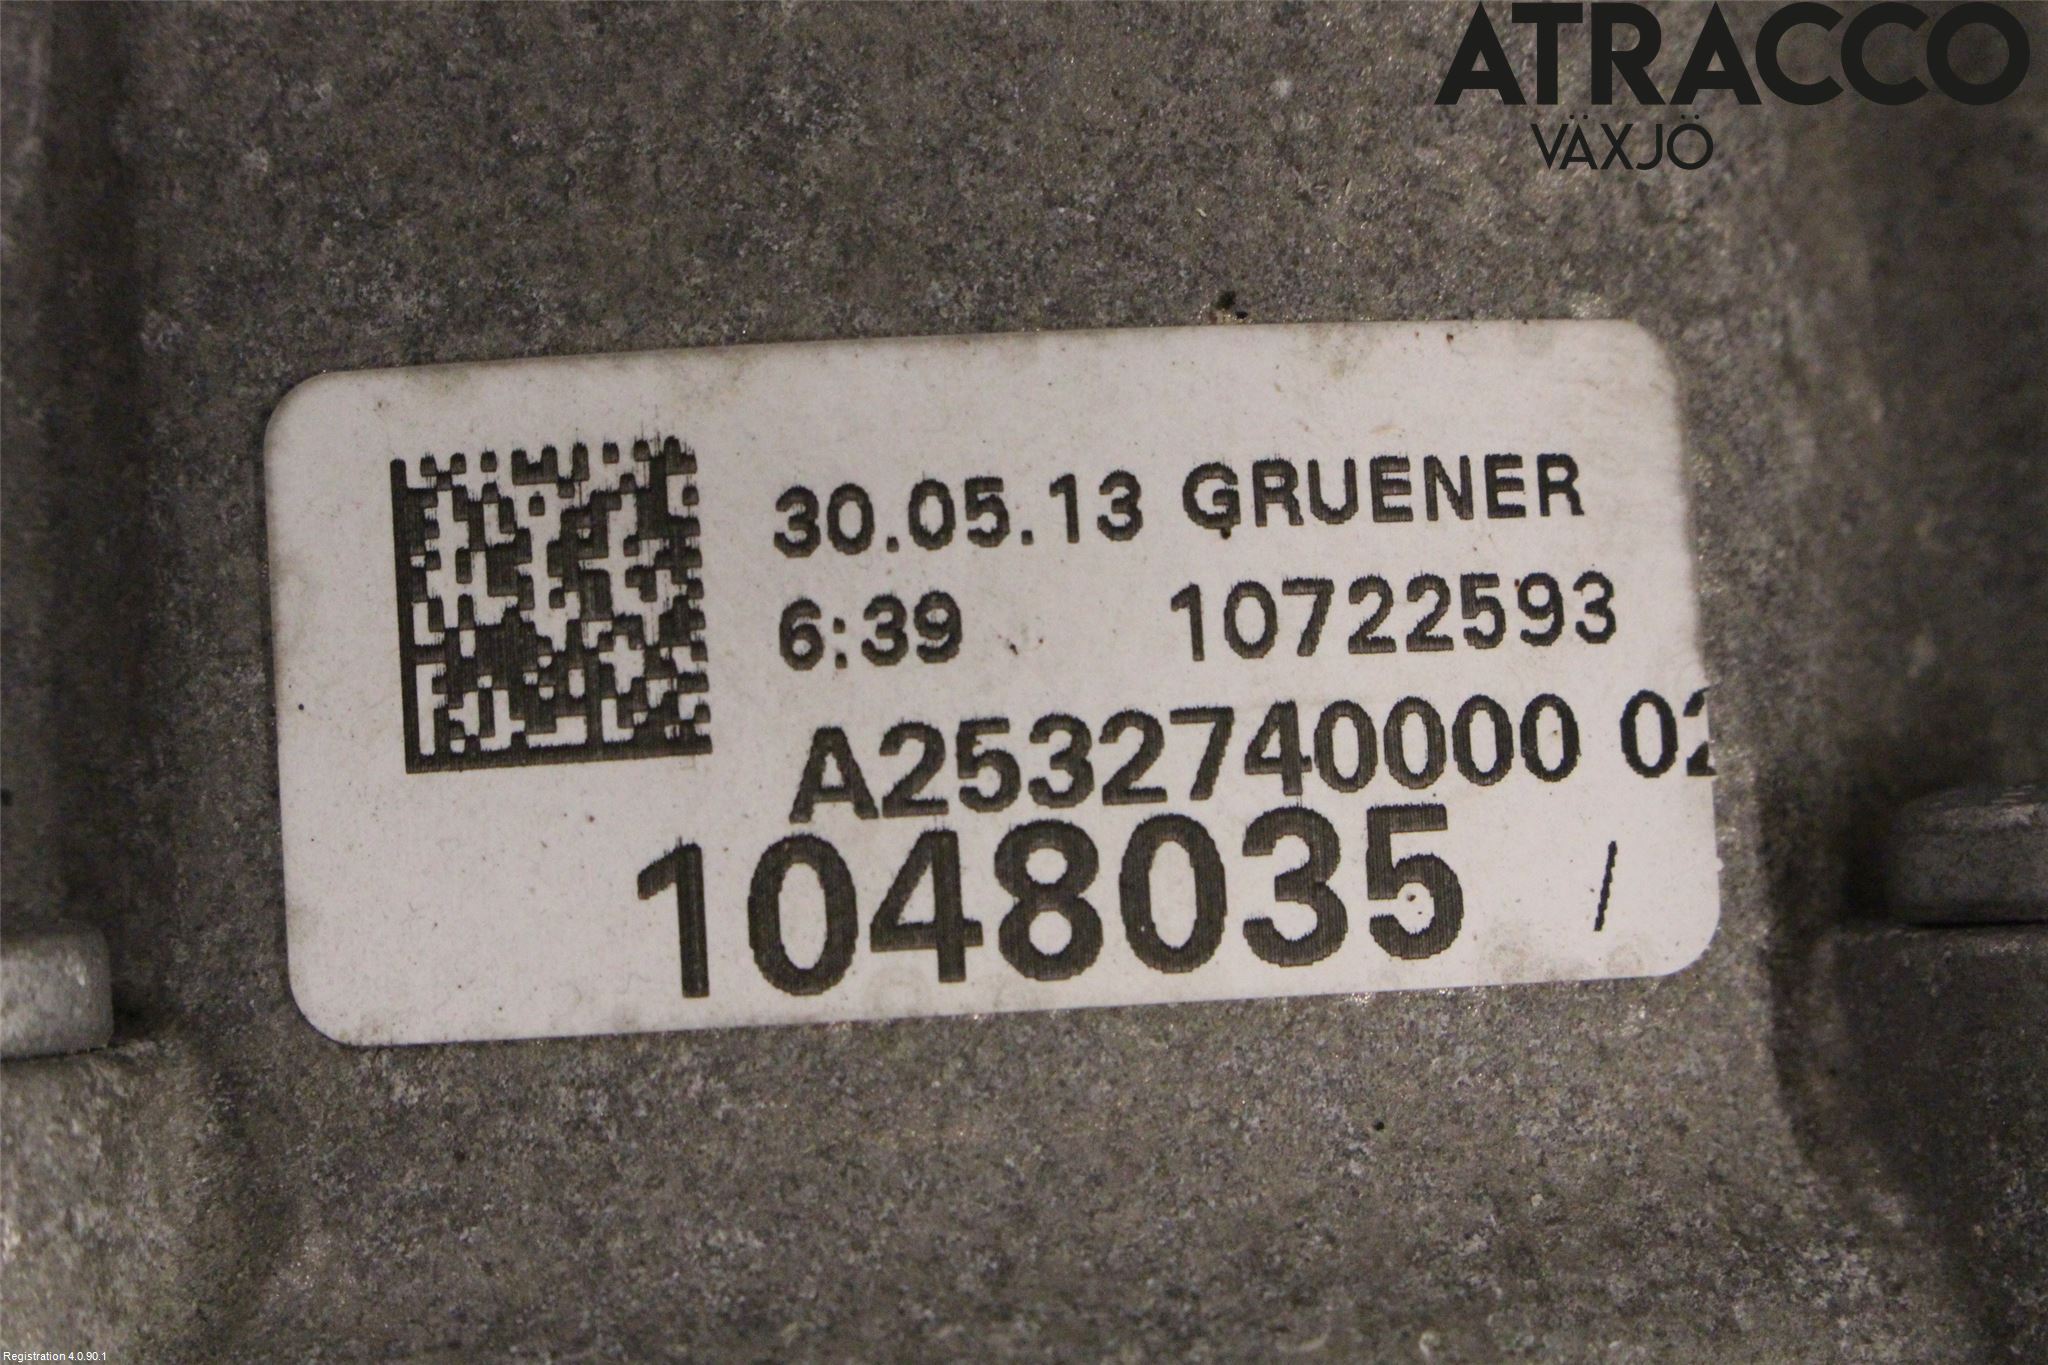 ATRACCO
VÄXJÖ
30.05.13 GRUENER
6:39 10722593
A2532740000 02
1048035 /
Registration 4.0.90.1